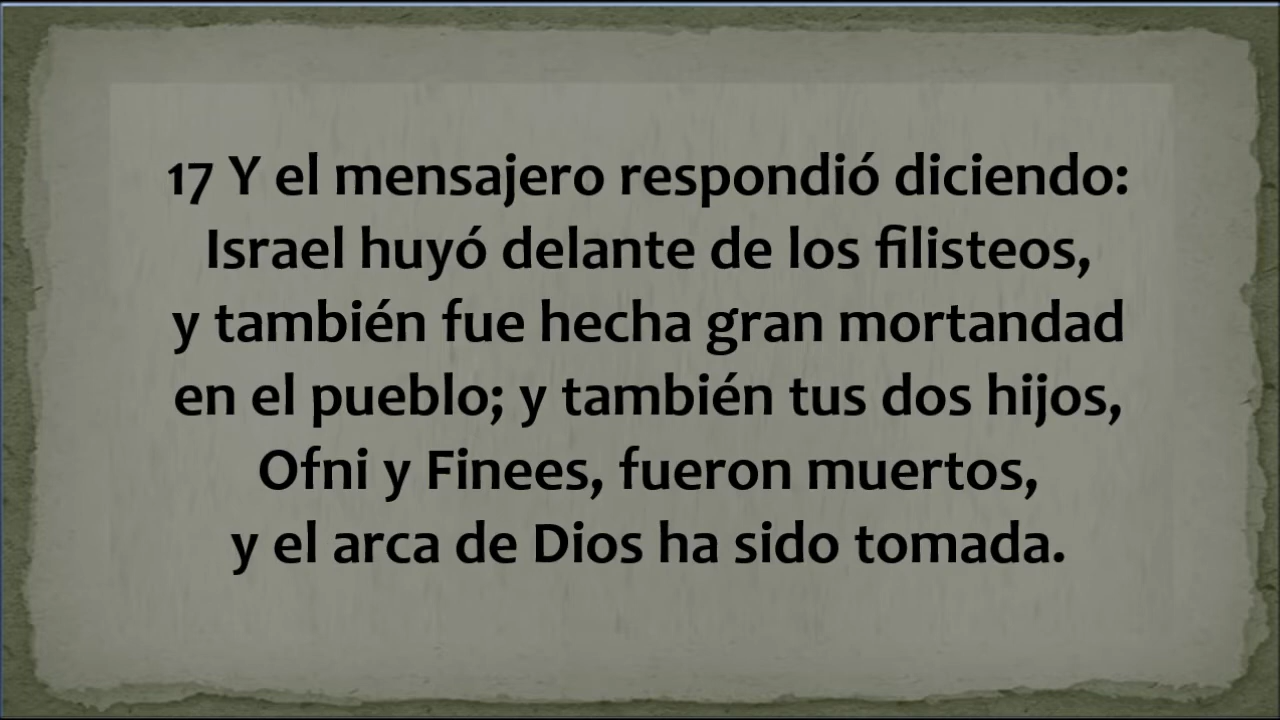 17 Y el mensajero respondió diciendo:
Israel huyó delante de los filisteos,
y también fue hecha gran mortandad
en el pueblo; y también tus dos hijos,
Ofni y Finees, fueron muertos,
y el arca de Dios ha sido tomada.